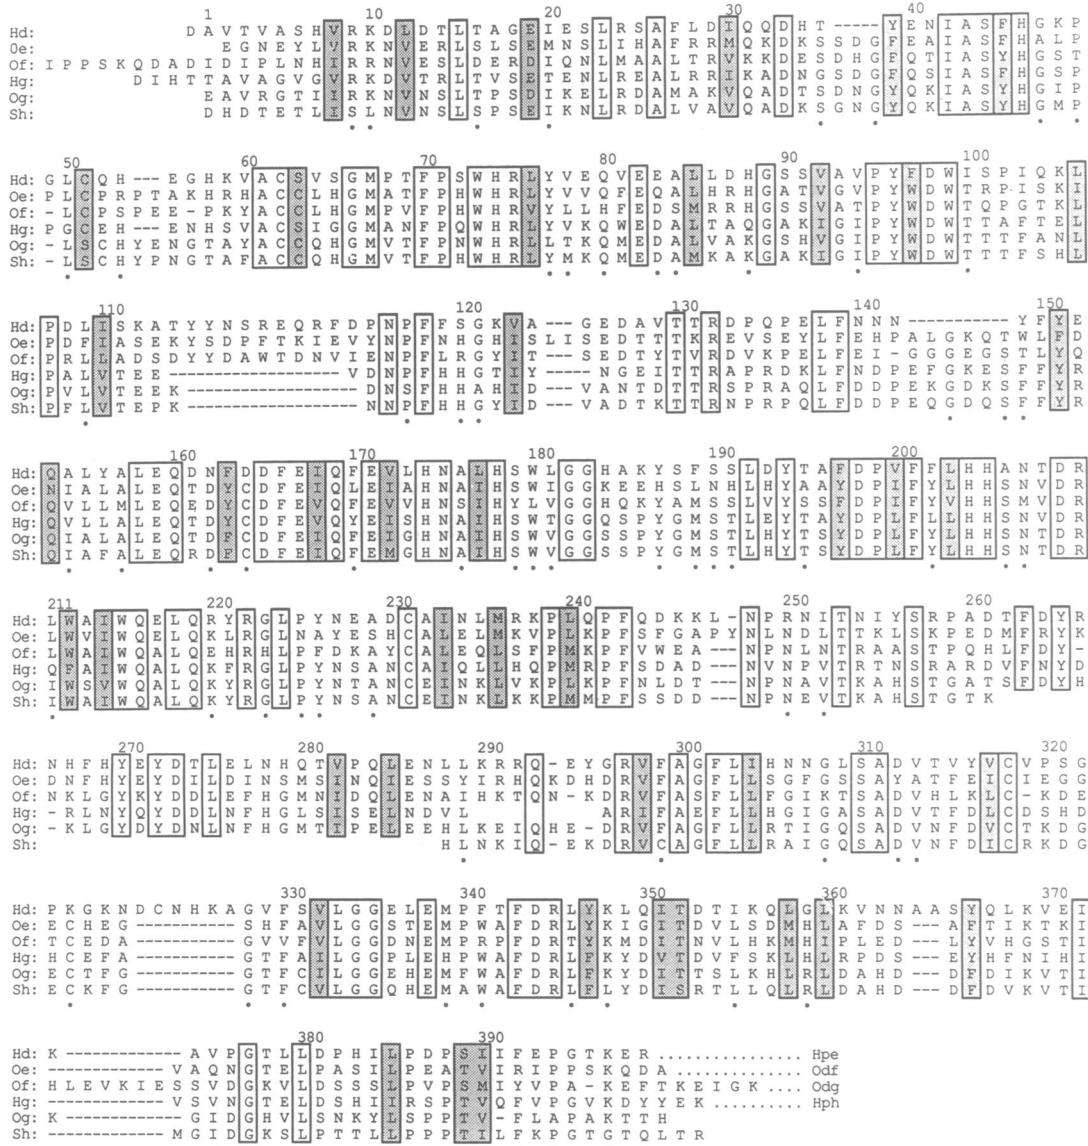 1 10 20 30 40
Hd: D A V T V A S H V R K D L D T L T A G E I E S L R S A F L D I Q Q D H T - - - - - Y E N I A S F H G K P
Oe: E G N E Y L V R K N V E R L S L S E M N S L I H A F R R M Q K D K S S D G F E A I A S F H A L P
Of: I P P S K Q D A D I D I P L N H I R R N V E S L D E R D I Q N L M A A L T R V K K D E S D H G F Q T I A S Y H G S T
Hg: D I H T T A V A G V G V R K D V T R L T V S E T E N L R E A L R R I K A D N G S D G F Q S I A S F H G S P
Og: E A V R G T I I R K N V N S L T P S D I K E L R D A M A K V Q A D T S D N G Y Q K I A S Y H G I P
Sh: D H D T E T L I S L N V N S L S P S E I K N L R D A L V A V Q A D K S G N G Y Q K I A S Y H G M P
50 60 70 80 90 100
Hd: G L C Q H - - - E G H K V A C S V S G M P T F P S W H R L Y V E Q V E E A L L D H G S S V A V P Y F D W I S P I Q K L
Oe: P L C P R P T A K H R H A C C L H G M A T F P H W H R L Y V V Q F E Q A L H R H G A T V G V P Y W D W T R P I S K I
Of: - L C P S P E E - P K Y A C C L H G M P V F P H W H R V Y L L H F E D S M R R H G S S V A T P Y W D W T Q P G T K L
Hg: P G C E H - - - E N H S V A C S I G G M A N F P Q W H R L Y V K Q W E D A L T A Q G A K I G I P Y W D W T T A F T E L
Og: - L S C H Y E N G T A Y A C C Q H G M V T F P N W H R L L T K Q M E D A L V A K G S H V G I P Y W D W T T T F A N L
Sh: - L S C H Y P N G T A F A C C Q H G M V T F P H W H R L Y M K Q M E D A M K A K G A K I G I P Y W D W T T T F S H L
110 120 130 140 150
Hd: P D L I S K A T Y Y N S R E Q R F D P N P F F S G K V A - - - G E D A V T T R D P Q P E L F N N N - - - - - - - - - - Y F Y E
Oe: P D F I A S E K Y S D P F T K I E V Y N P F N H G H I S L I S E D T T T K R E V S E Y L F E H P A L G K Q T W L F D
Of: P R L L A D S D Y Y D A W T D N V I E N P F L R G Y I T - - - S E D T Y T V R D V K P E L F E I - G G G E G S T L Y Q
Hg: P A L V T E E - - - - - - - - - - - - - - - V D N P F H H G T I Y - - - - N G E I T T R A P R D K L F N D P E F G K E S F F Y R
Og: P V L V T E E K - - - - - - - - - - - - - - - D N S F H H A H I D - - - V A N T D T T R S P R A Q L F D D P E K G D K S F F Y R
Sh: P F L V T E P K - - - - - - - - - - - - - - - N N P F H H G Y I D - - - V A D T K T T R N P R P Q L F D D P E Q G D Q S F F Y R
160 170 180 190 200
Hd: Q A L Y A L E Q D N F D D F E I Q F E V L H N A L H S W L G G H A K Y S F S S L D Y T A F D P V F F L H H A N T D R
Oe: N I A L A L E Q T D Y C D F E I Q L E I A H N A I H S W I G G K E E H S L N H L H Y A A Y D P I F Y L H H S N V D R
Of: Q V L L M L E Q E D Y C D F E V Q F E V V H N S I H Y L V G G H Q K Y A M S S L V Y S S F D P I F Y V H H S M V D R
Hg: Q V L L A L E Q T D Y C D F E V Q Y E I S H N A I H S W T G G Q S P Y G M S T L E Y T A Y D P L F L L H H S N V D R
Og: Q I A L A L E Q T D F C D F E I Q F E I G H N A I H S W V G G S S P Y G M S T L H Y T S Y D P L F Y L H H S N T D R
Sh: Q I A F A L E Q R D F C D F E I Q F E M G H N A I H S W V G G S S P Y G M S T L H Y T S Y D P L F Y L H H S N T D R
211 220 230 240 250 260
Hd: L W A I W Q E L Q R Y R G L P Y N E A D C A I N L M R K P L Q P F Q D K K L - N P R N I T N I Y S R P A D T F D Y R
Oe: L W V I W Q E L Q K L R G L N A Y E S H C A L E L M K V P L K P F S F G A P Y N L N D L T T K L S K P E D M F R Y K
Of: L W A I W Q A L Q E H R H L P F D K A Y C A L E Q L S F P M K P F V W E A - - N P N L N T R A A S T P Q H L F D Y -
Hg: Q F A I W Q A L Q K F R G L P Y N S A N C A I Q L L H Q P M R P F S D A D - - N V N P V T R T N S R A R D V F N Y D
Og: I W S V W Q A L Q K Y R G L P Y N T A N C E I N K L V K P L K P F N L D T - - N P N A V T K A H S T G A T S F D Y H
Sh: I W A I W Q A L Q K Y R G L P Y N S A N C E I N K L K K P M M P F S S D D - - N P N E V T K A H S T G T K
270 280 290 300 310 320
Hd: N H F H Y E Y D T L E L N H Q T V P Q L E N L L K R R Q - E Y G R V F A G F L I H N N G L S A D V T V Y V C V P S G
Oe: D N F H Y E Y D I L D L N S M S I N Q I E S S Y I R H Q K D H D R V F A G F L L S G F G S S A Y A T F E I C I E G G
Of: N K L G Y K Y D D L E F H G M N I D Q L E N A I H K T Q N - K D R V F A S F L L F G I K T S A D V H L K L C - K D E
Hg: - R L N Y Q Y D D L N F H G L S I S E L N D V L A R I F A E F L L H G I G A S A D V T F D L C D S H D
Og: - K L G Y D Y D N L N F H G M T I P E L E E H L K E I Q H E - D R V F A G F L L R T I G Q S A D V N F D V C T K D G
Sh: H L N K I Q - E K D R V C A G F L L R A I G Q S A D V N F D I C R K D G
330 340 350 360 371
Hd: P K G K N D C N H K A G V F S V L G G E L E M P F T F D R L Y K L Q I T D T I K Q L G L K V N N A A S Y Q L K V E I
Oe: E C H E G - - - - - - - - - - S H F A V L G G S T E M P W A F D R L Y K I G I T D V L S D M H L A F D S - - A F T I K T K I
Of: T C E D A - - - - - - - - - - G V V F V L G G D N E M P R P F D R T Y K M D I T N V L H K M H I P L E D - - L Y V H G S T I
Hg: H C E F A - - - - - - - - - - G T F A I L G G P L E H P W A F D R L F K Y D V T D V F S K L H L R P D S - - E Y H F N I H I
Og: E C T F G - - - - - - - - - - G T F C I L G G E H E M F W A F D R L F K Y D I T T S L K H L R L D A H D - - D F D I K V T I
Sh: E C K F G - - - - - - - - - - G T F C V L G G Q H E M A W A F D R L F L Y D I S R T L L Q L R L D A H D - - D F D V K V T I
380 390
Hd: K - - - - - - - - - - - - A V P G T L L D P H I L P D P S I I F E P G T K E R ................ Hpe
Oe: - - - - - - - - - - - - - V A Q N G T E L P A S I L P E A T V I R I P P S K Q D A ............... Odf
Of: H L E V K I E S S V D G K V L D S S S L P V P S M I Y V P A - K E F T K E I G K .... Odg
Hg: - - - - - - - - - - - - - V S V N G T E L D S H I I R S P T V Q F V P G V K D Y Y E K .......... Hph
Og: K - - - - - - - - - - - - G I D G H V L S N K Y L S P P T V - F L A P A K T T H
Sh: - - - - - - - - - - - - M G I D G K S L P T T L L P P P T I L F K P G T G T Q L T R